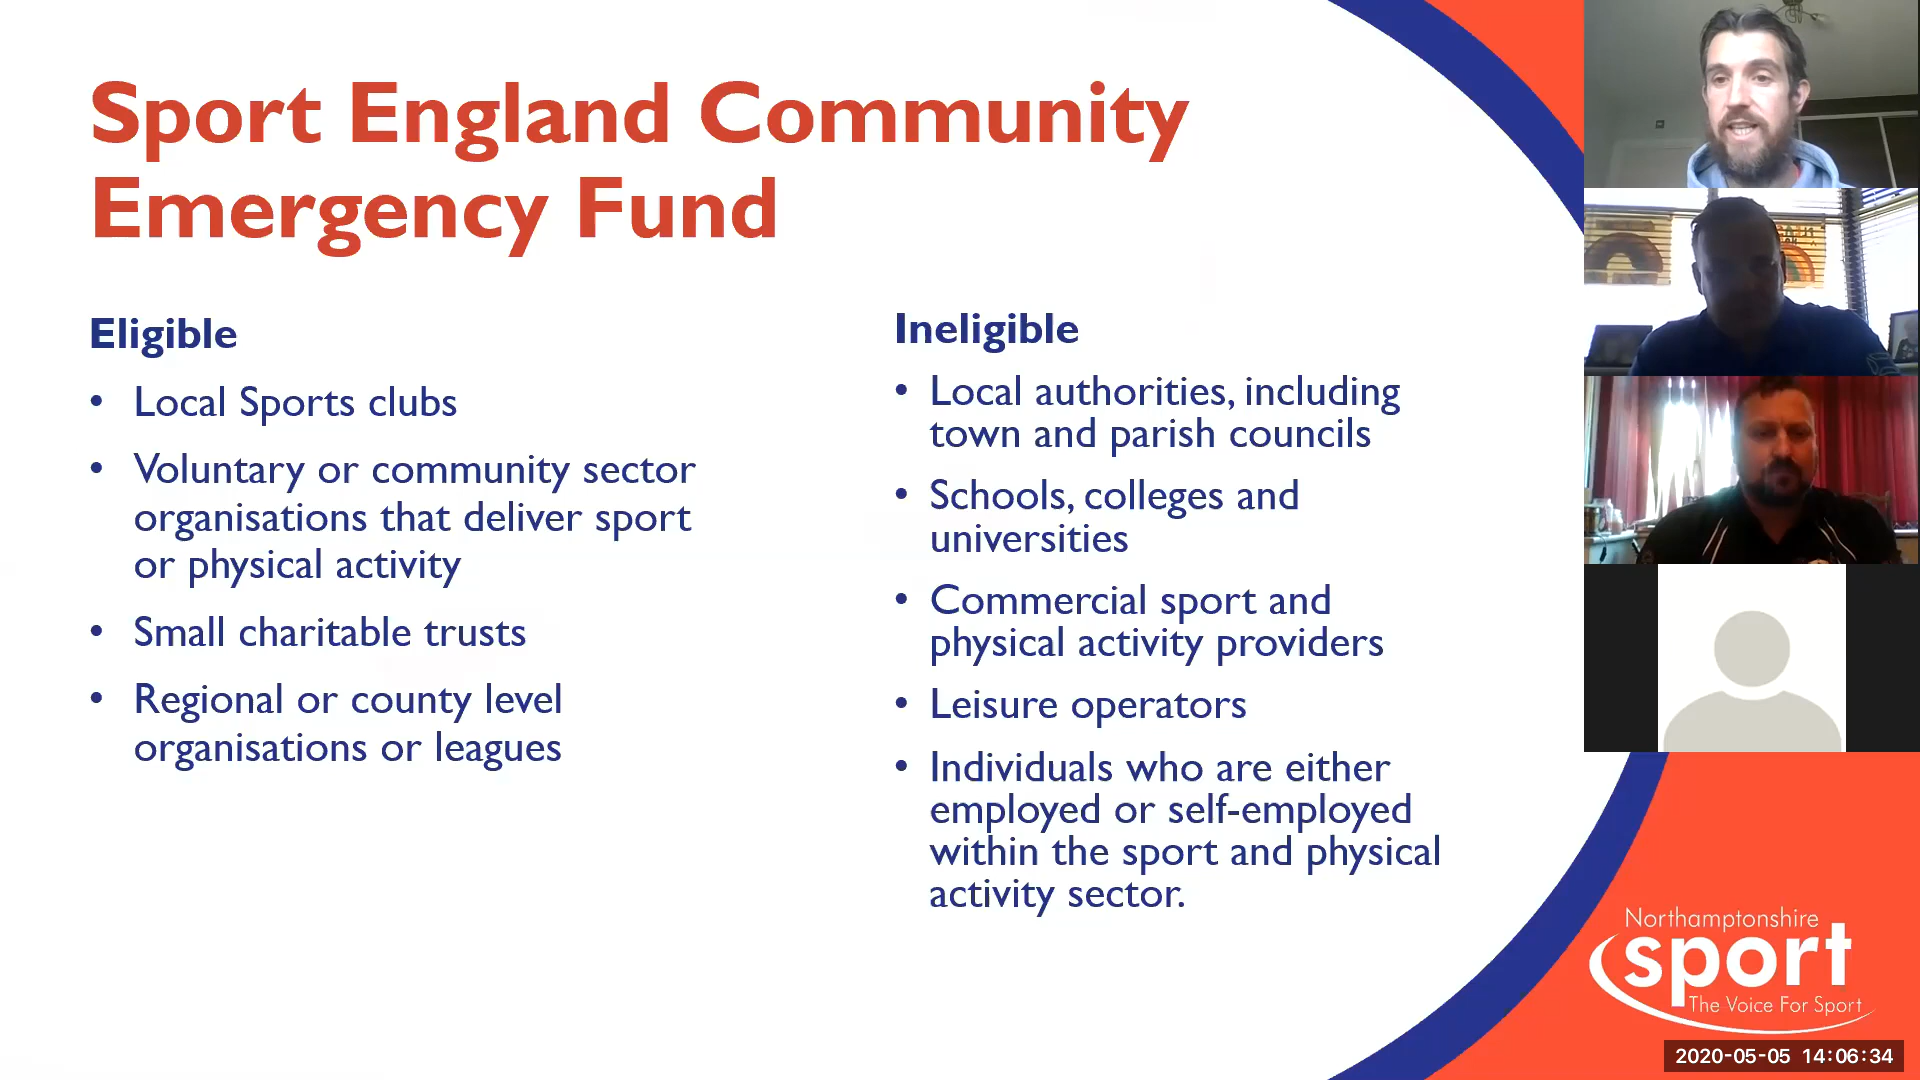 Sport England Community
Emergency Fund
Eligible
• Local Sports clubs
• Voluntary or community sector
organisations that deliver sport
or physical activity
• Small charitable trusts
• Regional or county level
organisations or leagues
Ineligible
• Local authorities, including
town and parish councils
• Schools, colleges and
universities
• Commercial sport and
physical activity providers
• Leisure operators
• Individuals who are either
employed or self-employed
within the sport and physical
activity sector.
Northamptonshire
sport
The Voice For Sport
2020-05-05 14:06:34